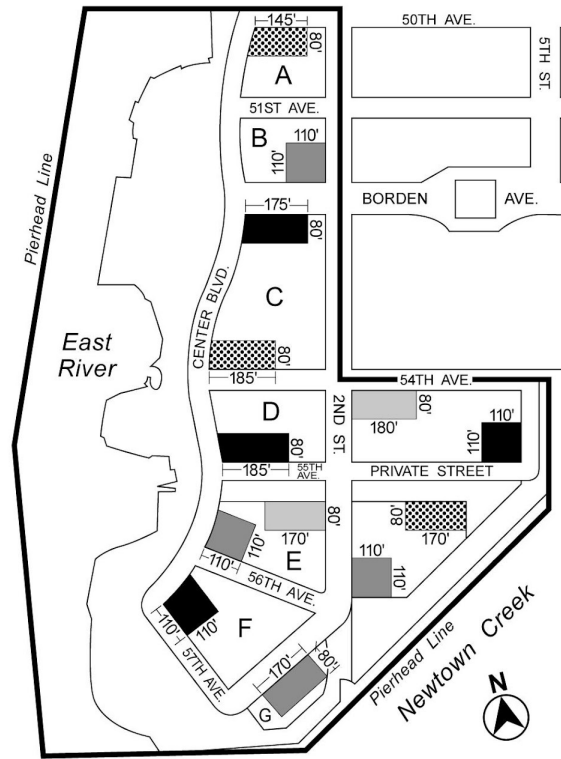 50TH AVE.
145'
80'
5TH ST.
A
51ST AVE.
B
110'
110'
Pierhead Line
BORDEN AVE.
175'
80'
CENTER BLVD.
C
East
River
80'
185'
54TH AVE.
D
2ND ST.
180'
80'
110'
110'
185'
80'
55TH
AVE.
PRIVATE STREET
170'
80'
80'
170'
110'
110'
E
110'
110'
56TH AVE.
110'
110'
F
57TH AVE.
170'
80'
G
Pierhead Line
Newtown Creek
N